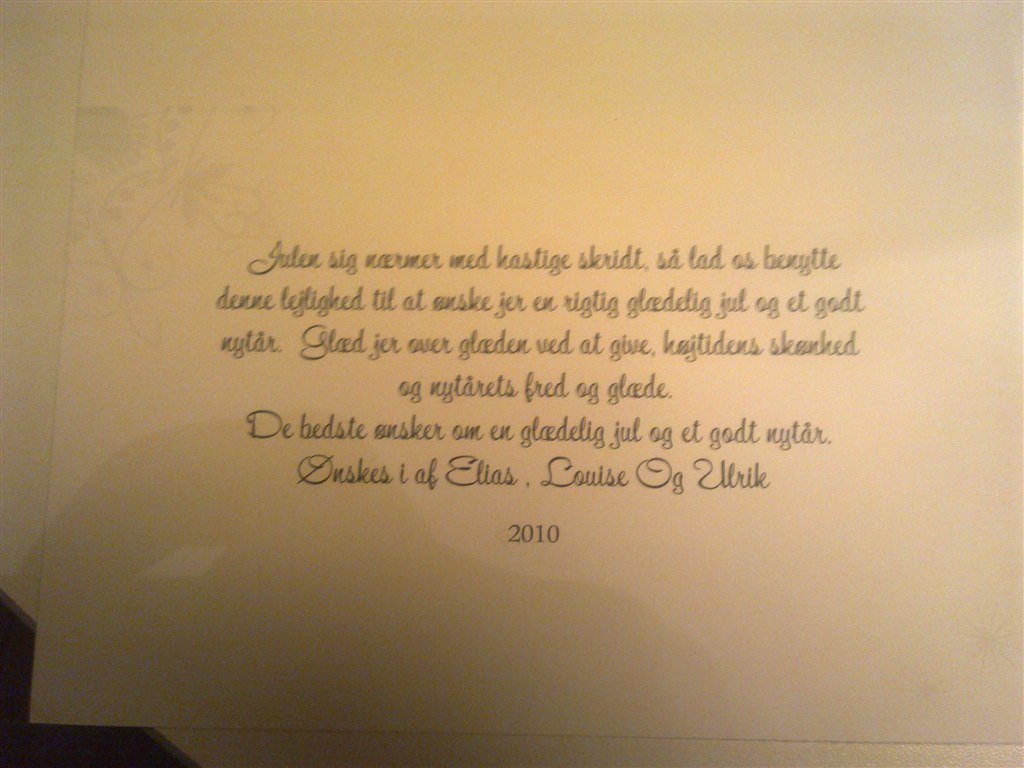 Julen sig nærmer med hastige skridt, så lad os benytte
denne lejlighed til at ønske jer en rigtig glædelig jul og et godt
nytår. Glæd jer over glæden ved at give, højtidens skønhed
og nytårets fred og glæde.
De bedste ønsker om en glædelig jul og et godt nytår.
Ønskes i af Elias , Louise Og Ulrik
2010